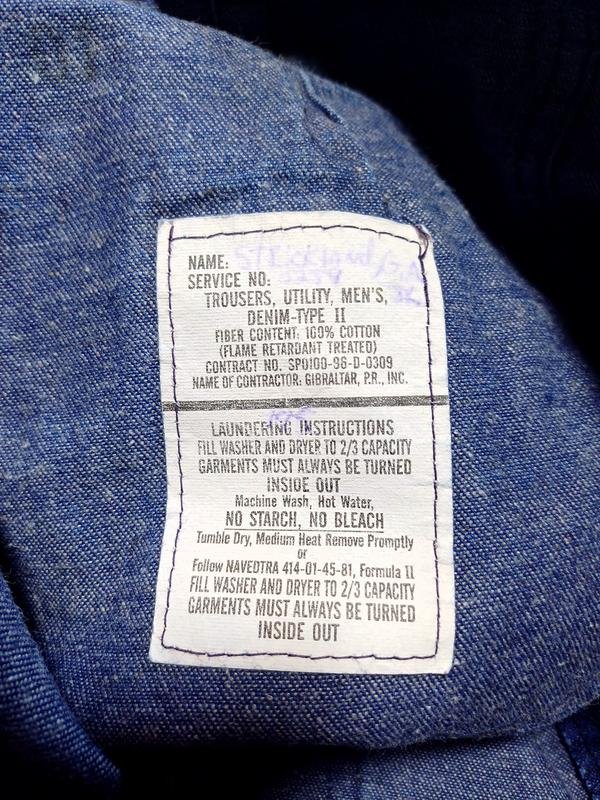 NAME:
SERVICE NO:
TROUSERS, UTILITY, MEN'S,
DENIM-TYPE II
FIBER CONTENT: 100% COTTON
(FLAME RETARDANT TREATED)
CONTRACT NO. SP0100-96-D-0309
NAME OF CONTRACTOR: GIBRALTAR, P.R., INC.
LAUNDERING INSTRUCTIONS
FILL WASHER AND DRYER TO 2/3 CAPACITY
GARMENTS MUST ALWAYS BE TURNED
INSIDE OUT
Machine Wash, Hot Water,
NO STARCH, NO BLEACH
Tumble Dry, Medium Heat Remove Promptly
or
Follow NAVEDTRA 414-01-45-81, Formula II
FILL WASHER AND DRYER TO 2/3 CAPACITY
GARMENTS MUST ALWAYS BE TURNED
INSIDE OUT